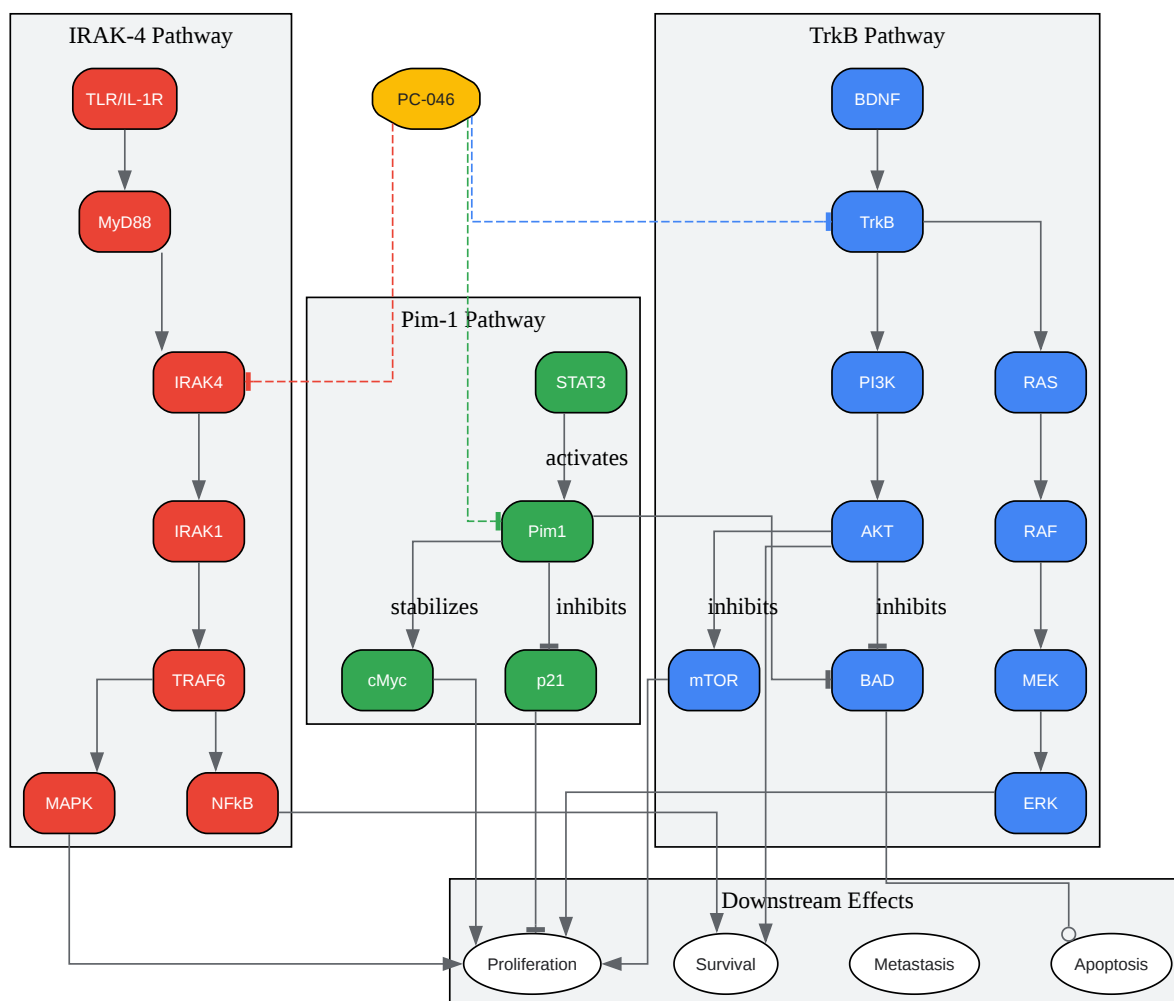 IRAK-4 Pathway
TrkB Pathway
TLR/IL-1R
PC-046
BDNF
MyD88
TrkB
Pim-1 Pathway
IRAK4
STAT3
PI3K
RAS
activates
IRAK1
Pim1
AKT
RAF
stabilizes
inhibits
inhibits
inhibits
TRAF6
cMyc
p21
mTOR
BAD
MEK
MAPK
NFkB
ERK
Downstream Effects
Proliferation
Survival
Metastasis
Apoptosis